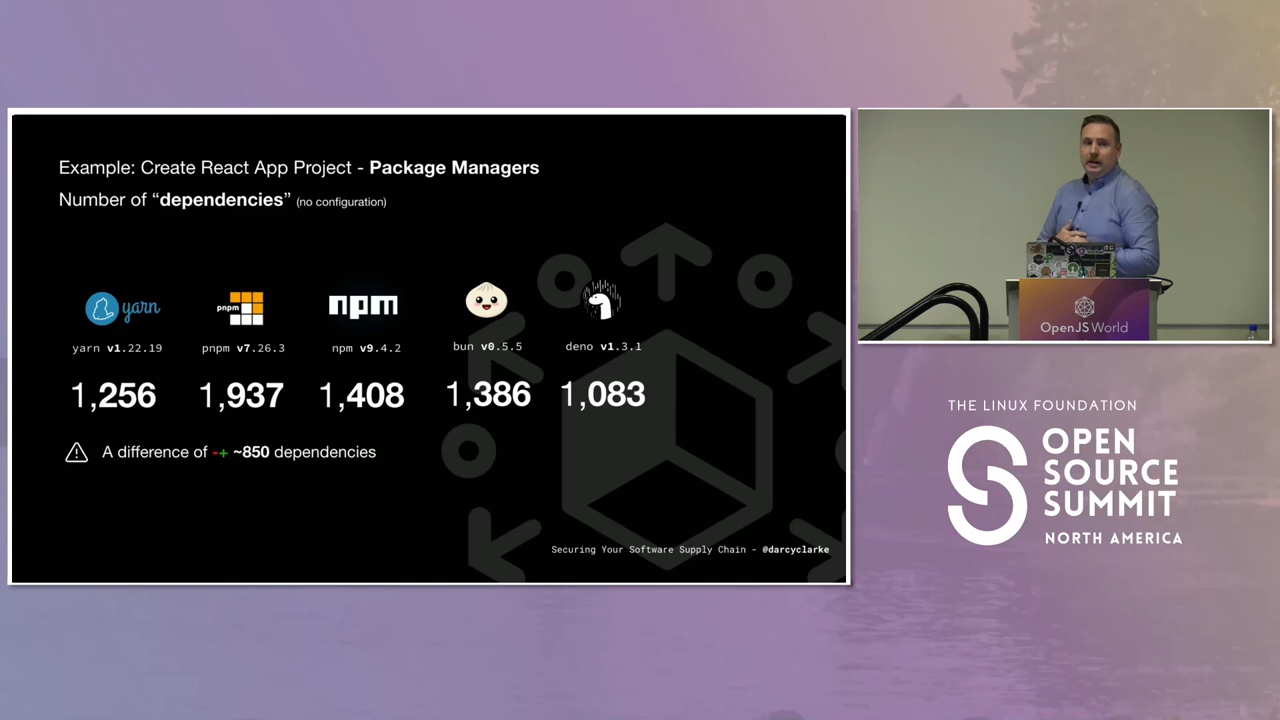 Example: Create React App Project - Package Managers
Number of “dependencies” (no configuration)
yarn pnpm npm
yarn v1.22.19 pnpm v7.26.3 npm v9.4.2 bun v0.5.5 deno v1.3.1
1,256 1,937 1,408 1,386 1,083
A difference of -+ ~850 dependencies
Securing Your Software Supply Chain - @darcyclarke
OpenJS World
THE LINUX FOUNDATION
OPEN
SOURCE
SUMMIT
NORTH AMERICA